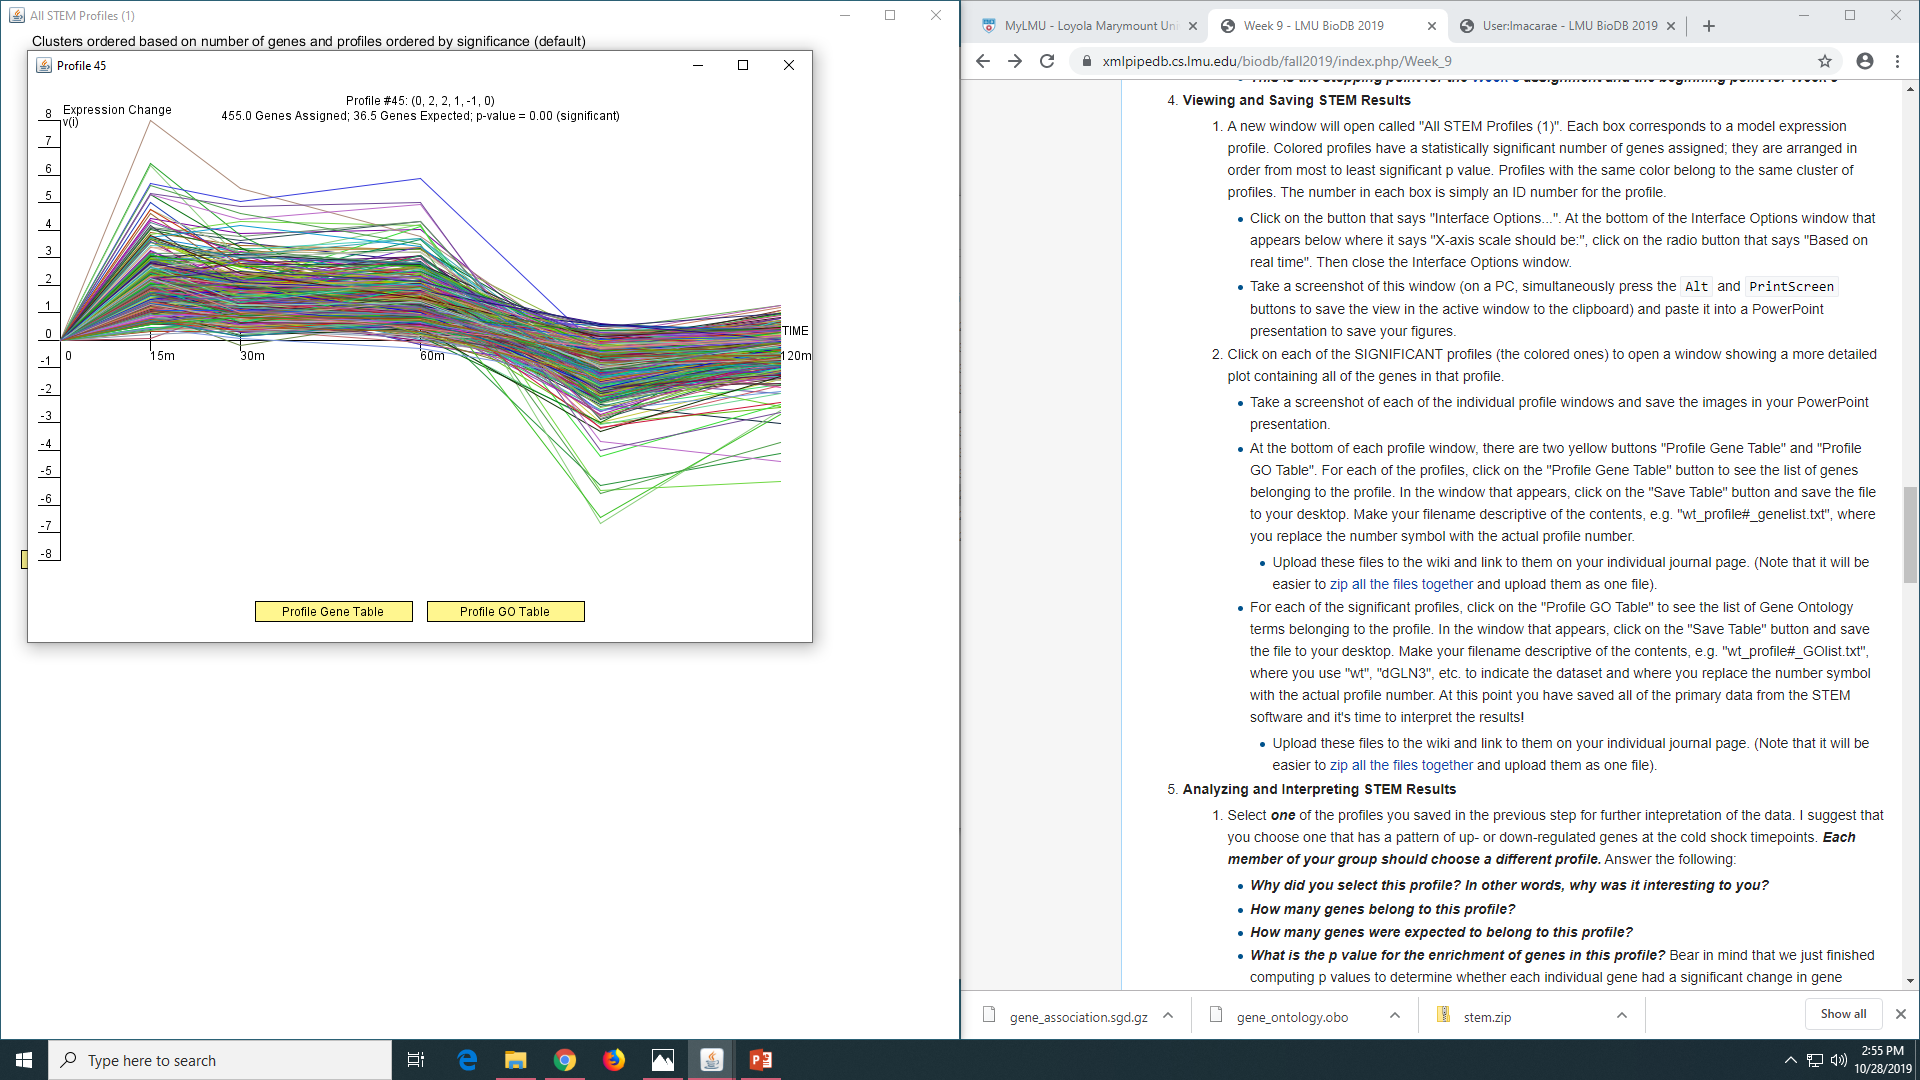 All STEM Profiles (1)
Clusters ordered based on number of genes and profiles ordered by significance (default)
Profile 45
Profile #45: (0, 2, 2, 1, -1, 0)
455.0 Genes Assigned; 36.5 Genes Expected; p-value = 0.00 (significant)
Expression Change
v(i)
8
7
6
5
4
3
2
1
0
-1
-2
-3
-4
-5
-6
-7
-8
0
15m
30m
60m
120m
TIME
Profile Gene Table
Profile GO Table
MyLMU - Loyola Marymount Un
Week 9 - LMU BioDB 2019
User:lmacarae - LMU BioDB 2019
xmlpipedb.cs.lmu.edu/biodb/fall2019/index.php/Week_9
4. Viewing and Saving STEM Results
1. A new window will open called "All STEM Profiles (1)". Each box corresponds to a model expression
profile. Colored profiles have a statistically significant number of genes assigned; they are arranged in
order from most to least significant p value. Profiles with the same color belong to the same cluster of
profiles. The number in each box is simply an ID number for the profile.
• Click on the button that says "Interface Options...". At the bottom of the Interface Options window that
appears below where it says "X-axis scale should be:", click on the radio button that says "Based on
real time". Then close the Interface Options window.
• Take a screenshot of this window (on a PC, simultaneously press the Alt and PrintScreen
buttons to save the view in the active window to the clipboard) and paste it into a PowerPoint
presentation to save your figures.
2. Click on each of the SIGNIFICANT profiles (the colored ones) to open a window showing a more detailed
plot containing all of the genes in that profile.
• Take a screenshot of each of the individual profile windows and save the images in your PowerPoint
presentation.
• At the bottom of each profile window, there are two yellow buttons "Profile Gene Table" and "Profile
GO Table". For each of the profiles, click on the "Profile Gene Table" button to see the list of genes
belonging to the profile. In the window that appears, click on the "Save Table" button and save the file
to your desktop. Make your filename descriptive of the contents, e.g. "wt_profile#_genelist.txt", where
you replace the number symbol with the actual profile number.
• Upload these files to the wiki and link to them on your individual journal page. (Note that it will be
easier to zip all the files together and upload them as one file).
• For each of the significant profiles, click on the "Profile GO Table" to see the list of Gene Ontology
terms belonging to the profile. In the window that appears, click on the "Save Table" button and save
the file to your desktop. Make your filename descriptive of the contents, e.g. "wt_profile#_GOlist.txt",
where you use "wt", "dGLN3", etc. to indicate the dataset and where you replace the number symbol
with the actual profile number. At this point you have saved all of the primary data from the STEM
software and it's time to interpret the results!
• Upload these files to the wiki and link to them on your individual journal page. (Note that it will be
easier to zip all the files together and upload them as one file).
5. Analyzing and Interpreting STEM Results
1. Select one of the profiles you saved in the previous step for further intepretation of the data. I suggest that
you choose one that has a pattern of up- or down-regulated genes at the cold shock timepoints. Each
member of your group should choose a different profile. Answer the following:
• Why did you select this profile? In other words, why was it interesting to you?
• How many genes belong to this profile?
• How many genes were expected to belong to this profile?
• What is the p value for the enrichment of genes in this profile? Bear in mind that we just finished
computing p values to determine whether each individual gene had a significant change in gene
gene_association.sgd.gz
gene_ontology.obo
stem.zip
Show all
Type here to search
2:55 PM
10/28/2019